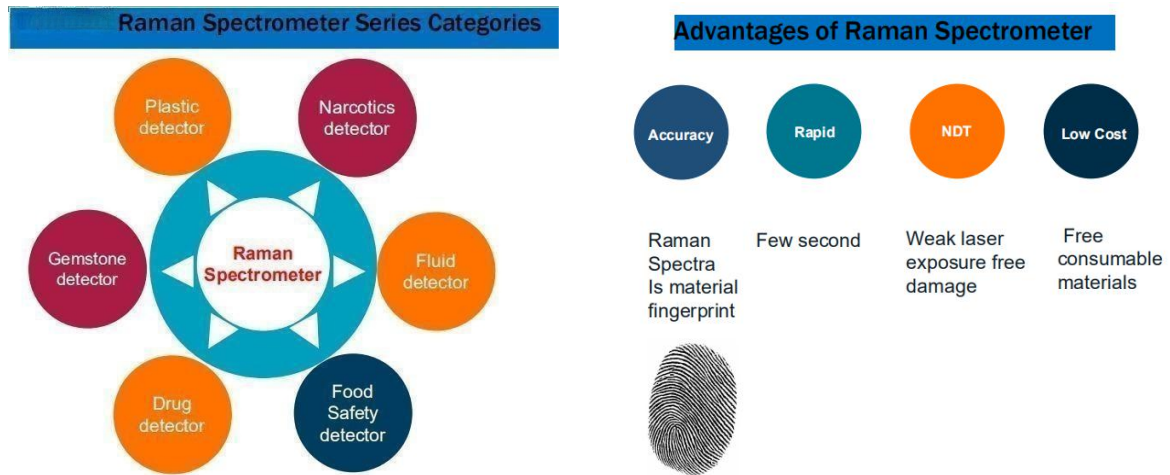 Raman Spectrometer Series Categories
Plastic
detector
Narcotics
detector
Gemstone
detector
Raman
Spectrometer
Fluid
detector
Drug
detector
Food
Safety
detector
Advantages of Raman Spectrometer
Accuracy
Rapid
NDT
Low Cost
Raman
Spectra
Is material
fingerprint
Few second
Weak laser
exposure free
damage
Free
consumable
materials